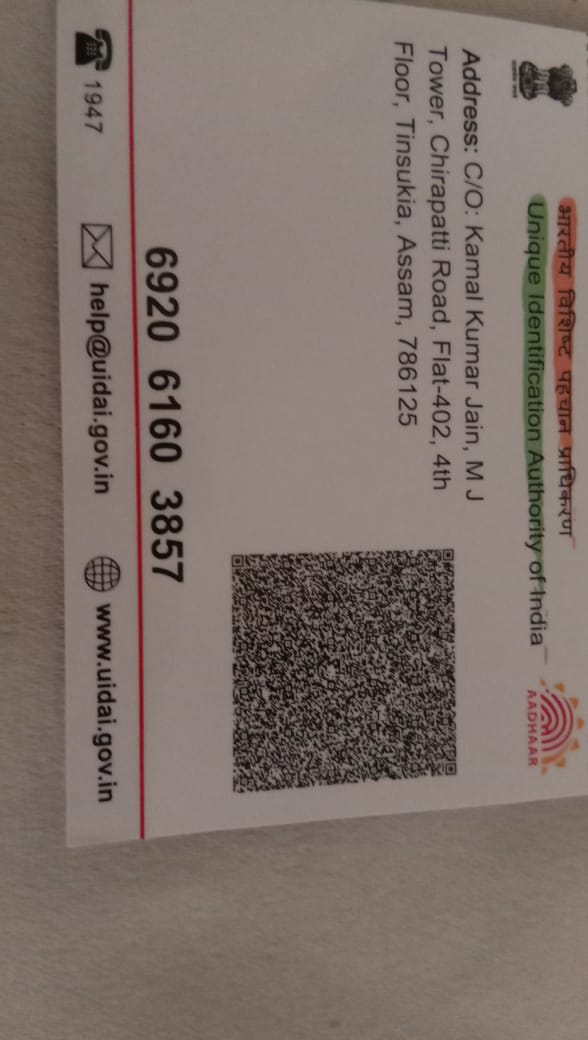 भारतीय विशिष्ट पहचान प्राधिकरण
Unique Identification Authority of India
AADHAAR
Address: C/O: Kamal Kumar Jain, M J
Tower, Chirapatti Road, Flat-402, 4th
Floor, Tinsukia, Assam, 786125
6920 6160 3857
1947
help@uidai.gov.in
www.uidai.gov.in